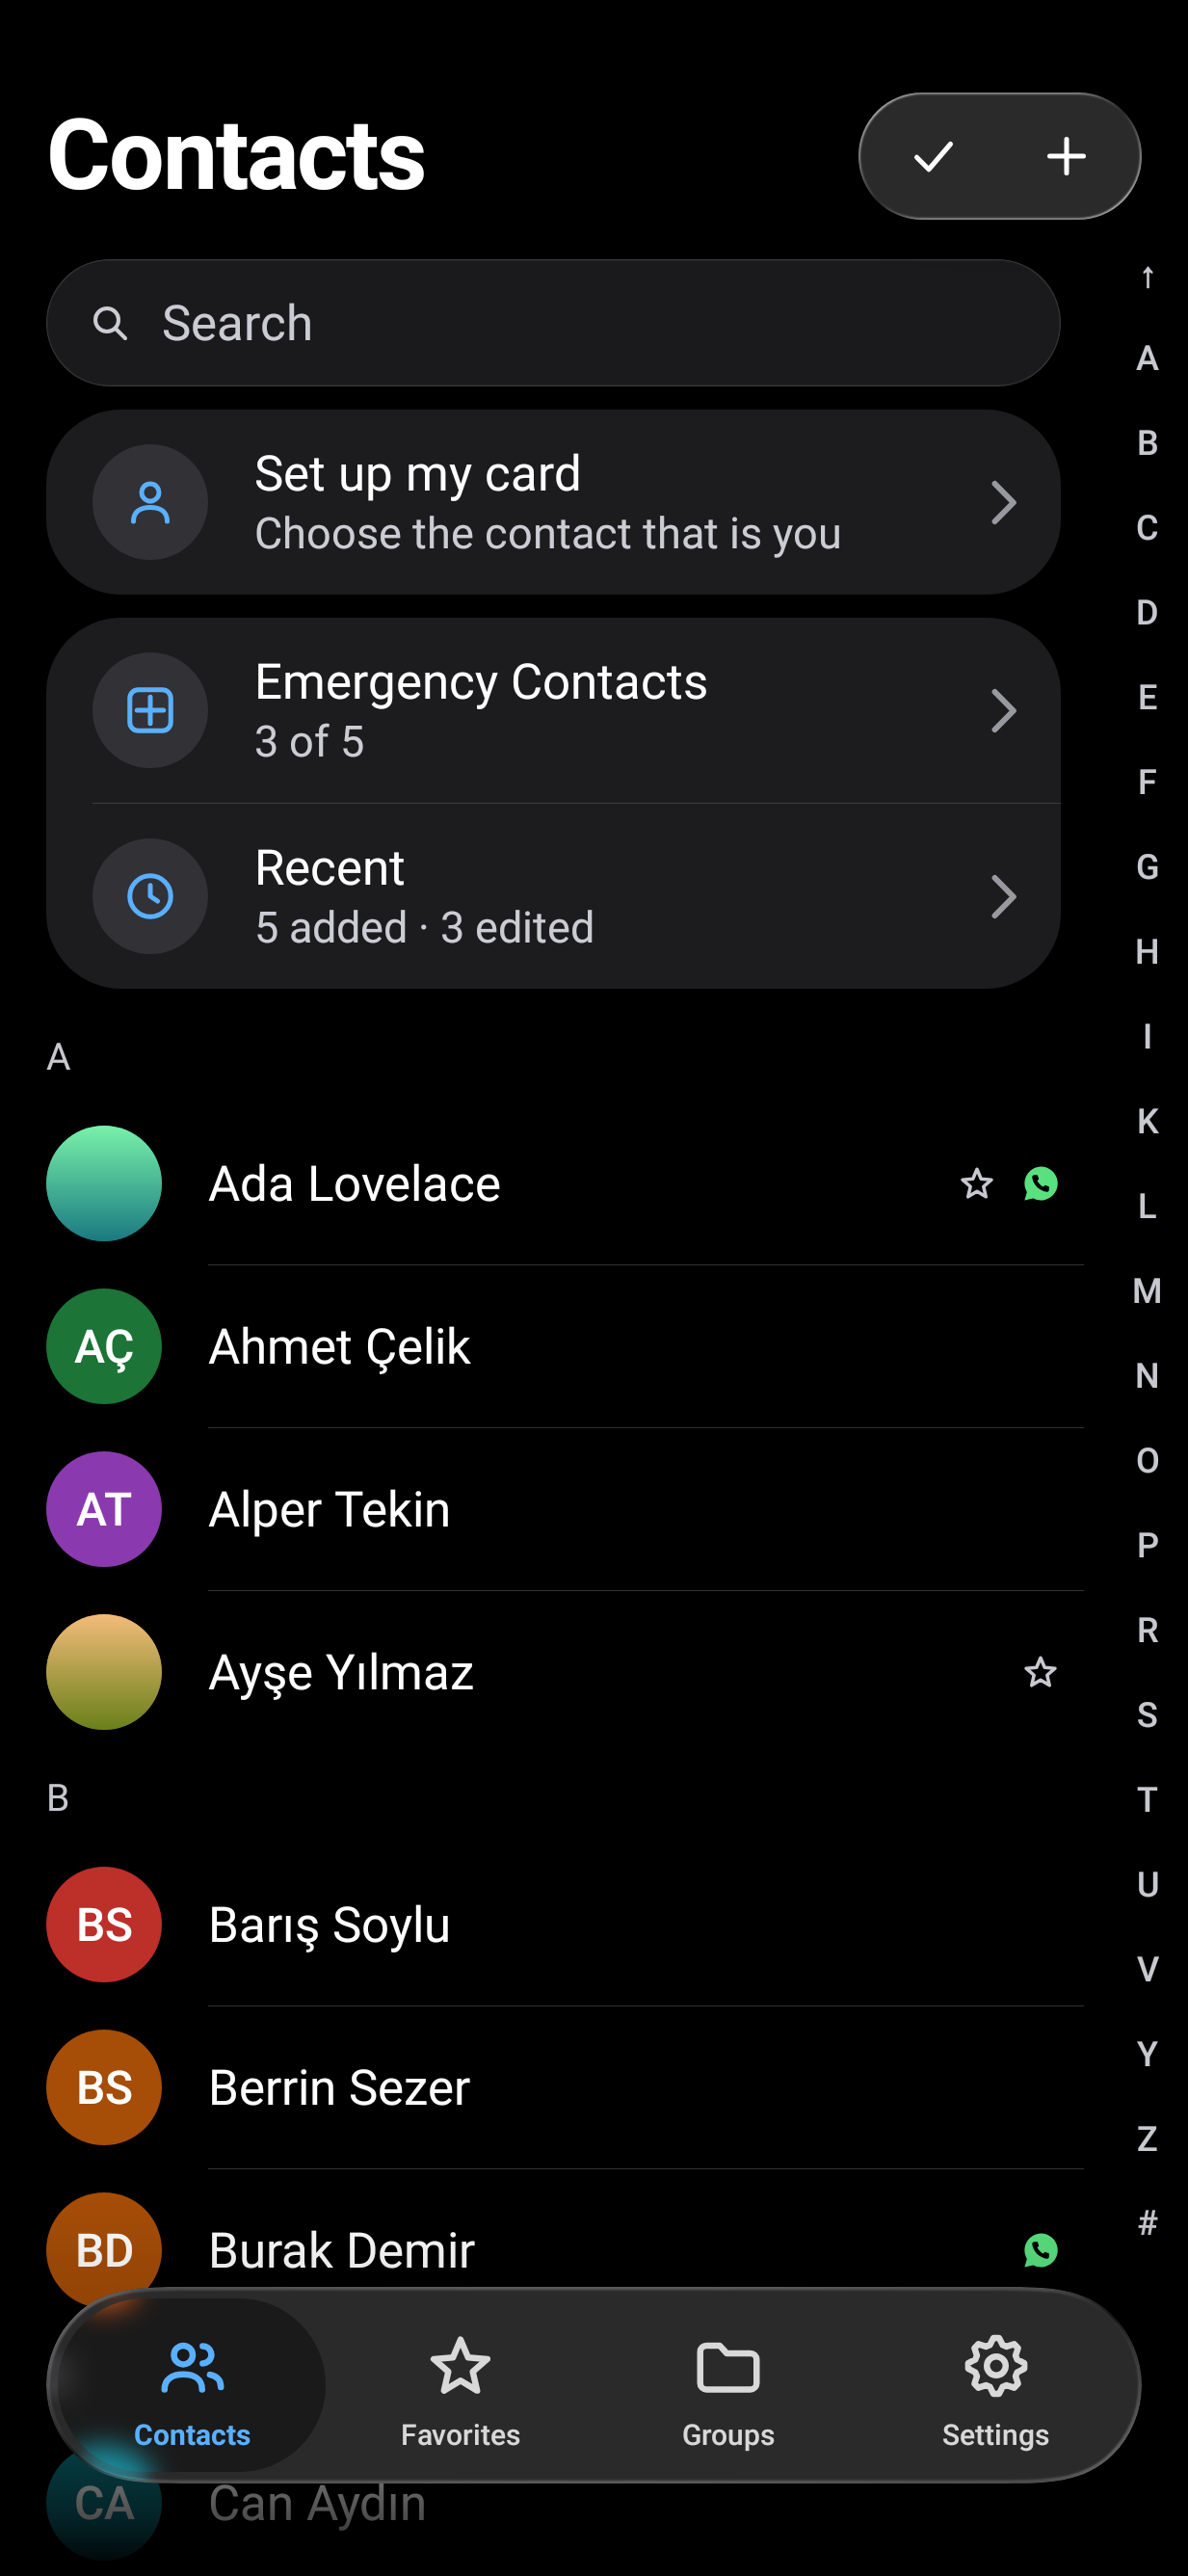 Contacts
Search
Set up my card
Choose the contact that is you
Emergency Contacts
3 of 5
Recent
5 added · 3 edited
A
Ada Lovelace
AÇ
Ahmet Çelik
AT
Alper Tekin
Ayşe Yılmaz
B
BS
Barış Soylu
BS
Berrin Sezer
BD
Burak Demir
CA
Can Aydın
Contacts
Favorites
Groups
Settings
↑
A
B
C
D
E
F
G
H
I
K
L
M
N
O
P
R
S
T
U
V
Y
Z
#